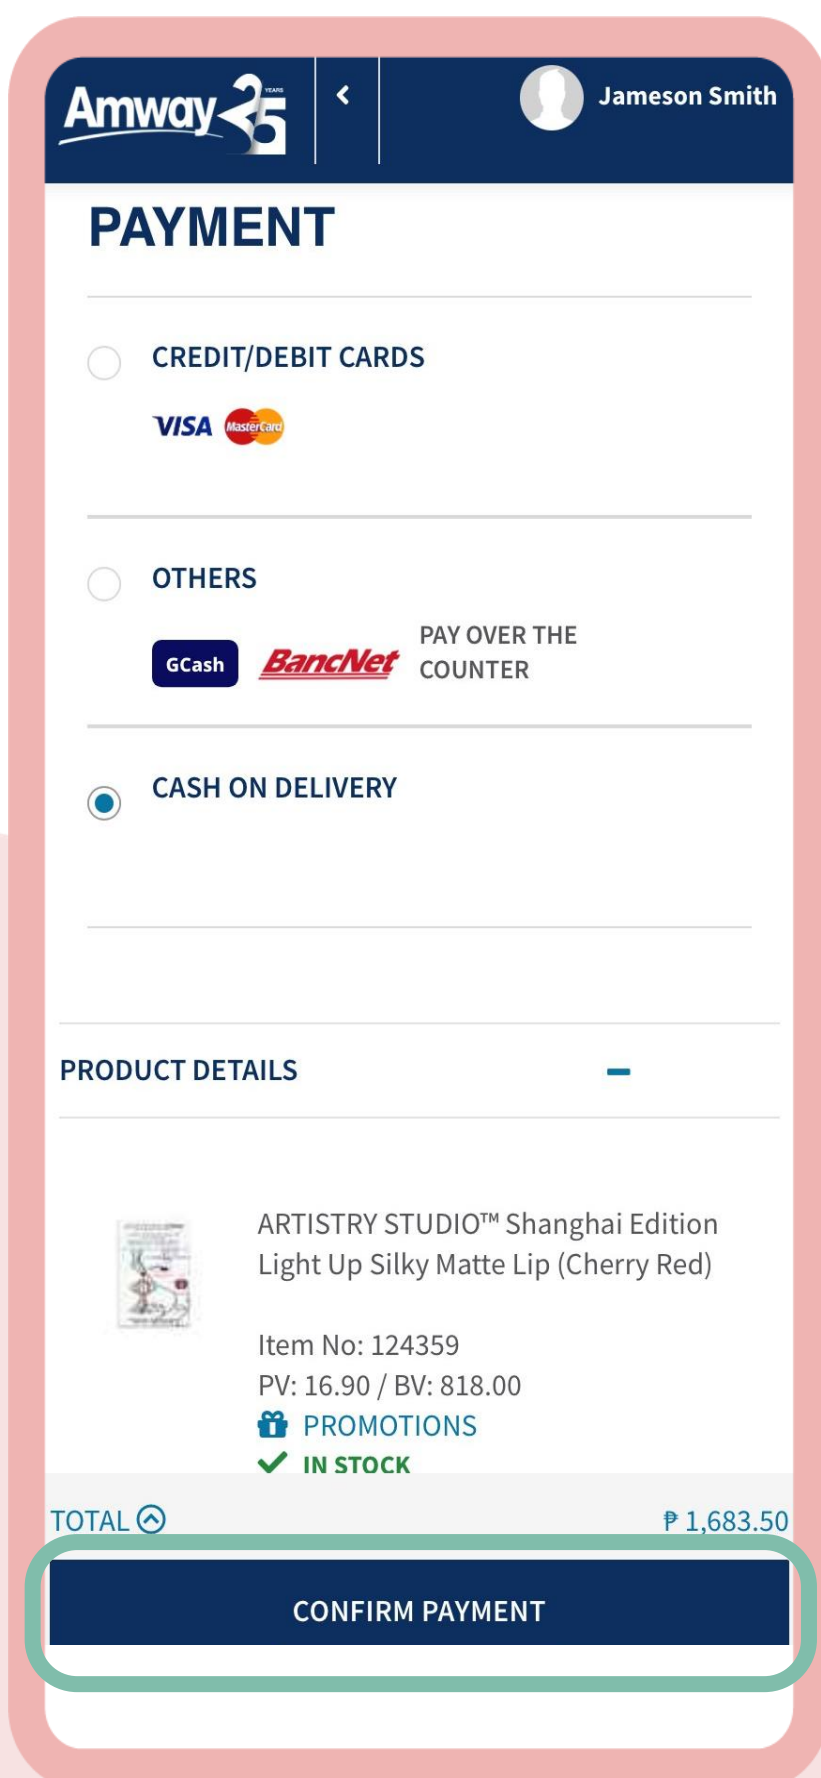 Amway 25 YEARS
Jameson Smith
PAYMENT
CREDIT/DEBIT CARDS
VISA MasterCard
OTHERS
GCash BancNet PAY OVER THE
COUNTER
CASH ON DELIVERY
PRODUCT DETAILS
ARTISTRY STUDIO™ Shanghai Edition
Light Up Silky Matte Lip (Cherry Red)
Item No: 124359
PV: 16.90 / BV: 818.00
PROMOTIONS
IN STOCK
TOTAL ₱ 1,683.50
CONFIRM PAYMENT